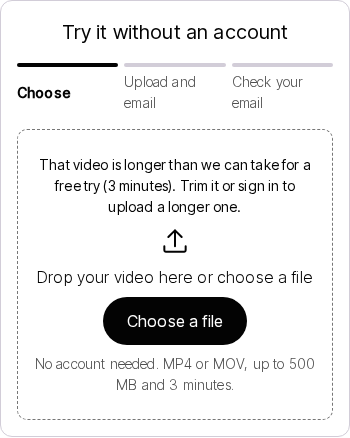 Try it without an account
Choose
Upload and
email
Check your
email
That video is longer than we can take for a
free try (3 minutes). Trim it or sign in to
upload a longer one.
Drop your video here or choose a file
Choose a file
No account needed. MP4 or MOV, up to 500
MB and 3 minutes.